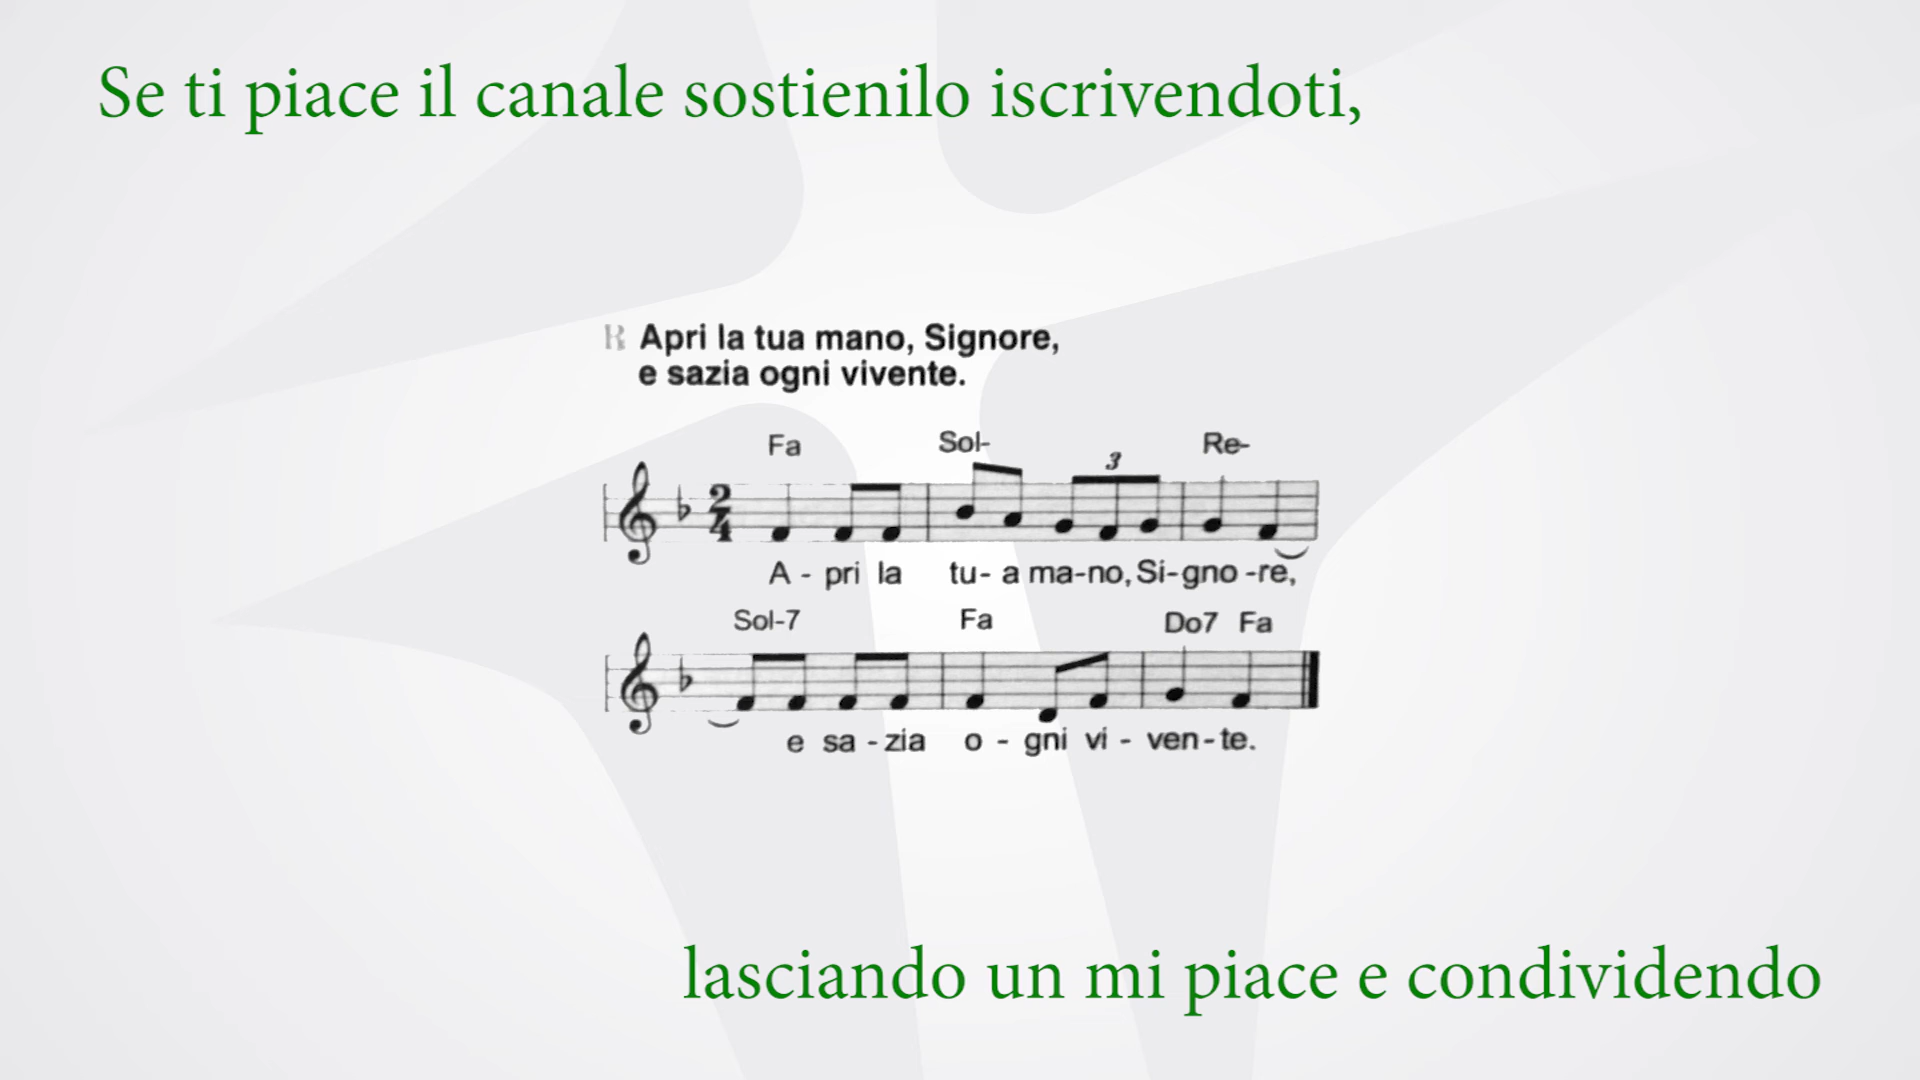 Se ti piace il canale sostienilo iscrivendoti,
℟ Apri la tua mano, Signore,
e sazia ogni vivente.
Fa Sol- Re-
3
2
4
A - pri la tu- a ma-no, Si-gno -re,
Sol-7 Fa Do7 Fa
e sa - zia o - gni vi - ven-te.
lasciando un mi piace e condividendo